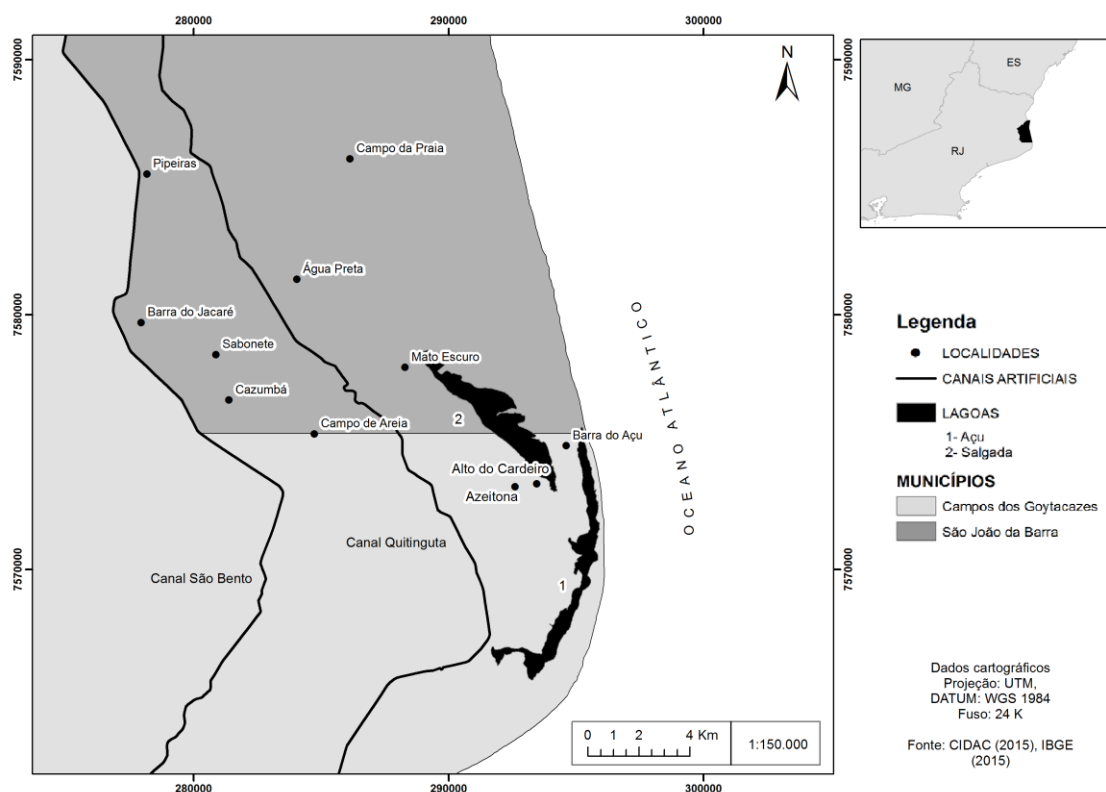 280000
290000
300000
7590000
7580000
7570000
N
Pipeiras
Campo da Praia
Água Preta
Barra do Jacaré
Sabonete
Cazumbá
Mato Escuro
Campo de Areia
2
Barra do Açu
Alto do Cardeiro
Azeitona
Canal Quitinguta
Canal São Bento
1
OCEANO ATLÂNTICO
0 1 2 4 Km
1:150.000
7590000
7580000
7570000
280000
290000
300000
MG
ES
RJ
Legenda
LOCALIDADES
CANAIS ARTIFICIAIS
LAGOAS
1- Açu
2- Salgada
MUNICÍPIOS
Campos dos Goytacazes
São João da Barra
Dados cartográficos
Projeção: UTM,
DATUM: WGS 1984
Fuso: 24 K
Fonte: CIDAC (2015), IBGE
(2015)